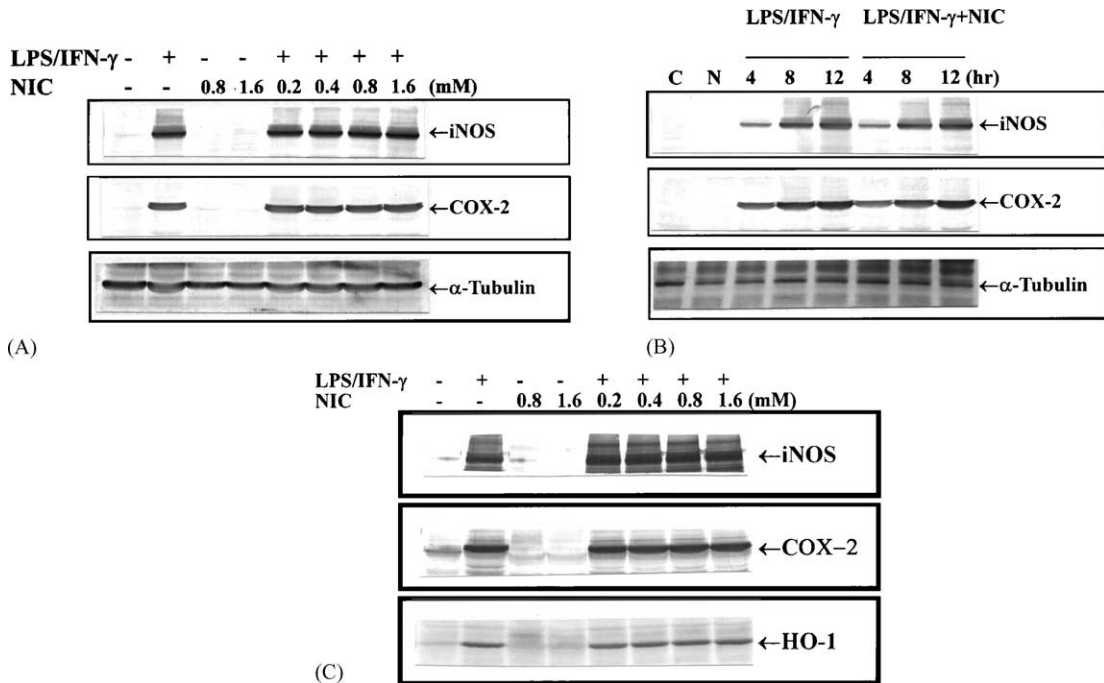 LPS/IFN-γ - + - - + + + +
NIC - - 0.8 1.6 0.2 0.4 0.8 1.6 (mM)
←iNOS
←COX-2
←α-Tubulin
(A)
LPS/IFN-γ LPS/IFN-γ+NIC
C N 4 8 12 4 8 12 (hr)
←iNOS
←COX-2
←α-Tubulin
(B)
LPS/IFN-γ - + - - + + + +
NIC - - 0.8 1.6 0.2 0.4 0.8 1.6 (mM)
←iNOS
←COX-2
←HO-1
(C)